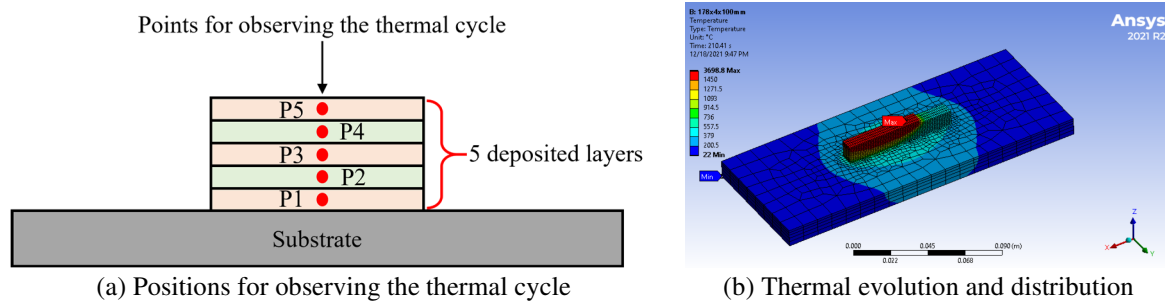 Points for observing the thermal cycle
P5
P4
P3
P2
P1
5 deposited layers
Substrate
(a) Positions for observing the thermal cycle
B: 178x4x100mm
Temperature
Type: Temperature
Unit: °C
Time: 210.41 s
12/18/2021 9:47 PM
3698.8 Max
1450
1271.5
1093
914.5
736
557.5
379
200.5
22 Min
Ansys
2021 R2
Max
Min
0.000
0.045
0.090 (m)
0.022
0.068
Z
X
Y
(b) Thermal evolution and distribution